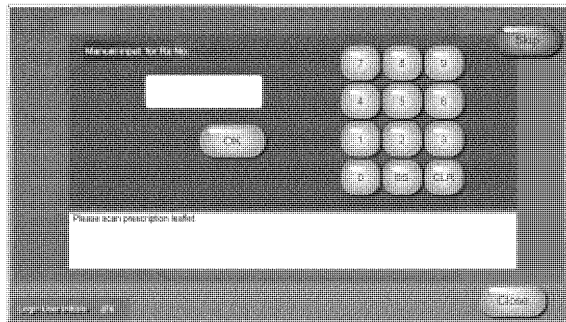 Manual input for Rx No.
Skip
7 8 9
4 5 6
OK
1 2 3
0 BS CLR
Please scan prescription leaflet
Close